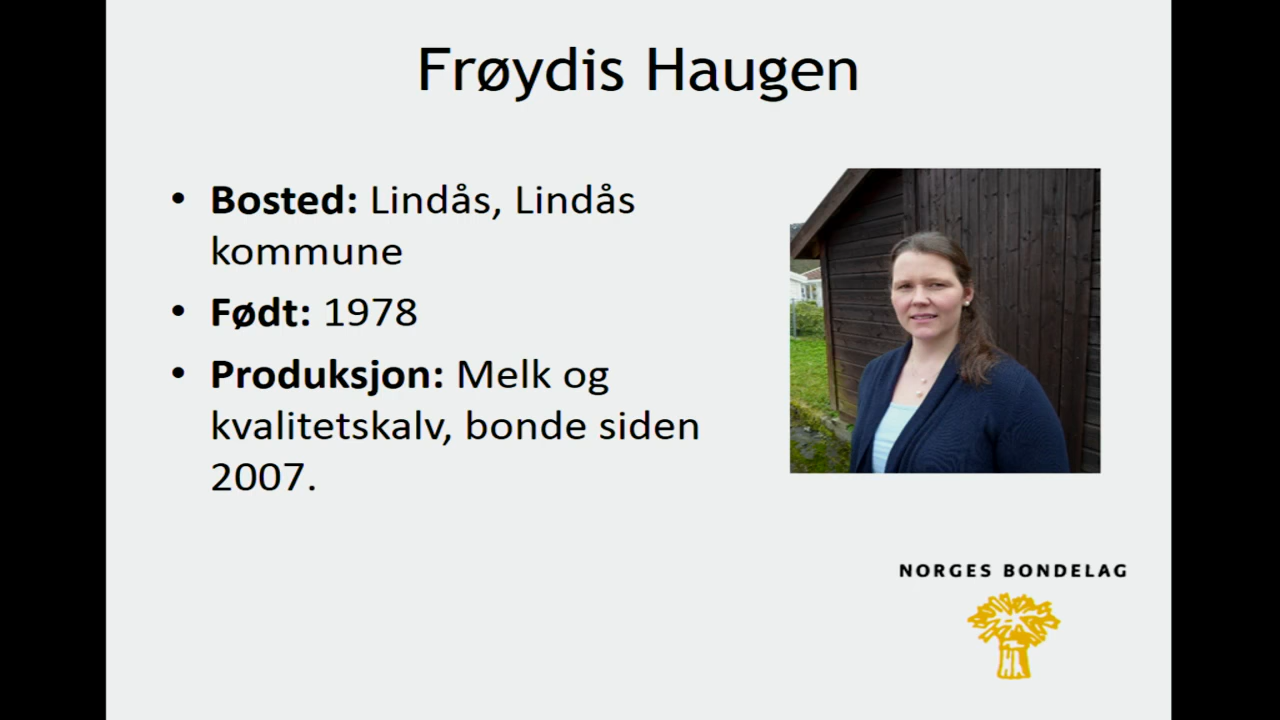 Frøydis Haugen
• Bosted: Lindås, Lindås
kommune
• Født: 1978
• Produksjon: Melk og
kvalitetskalv, bonde siden
2007.
NORGES BONDELAG